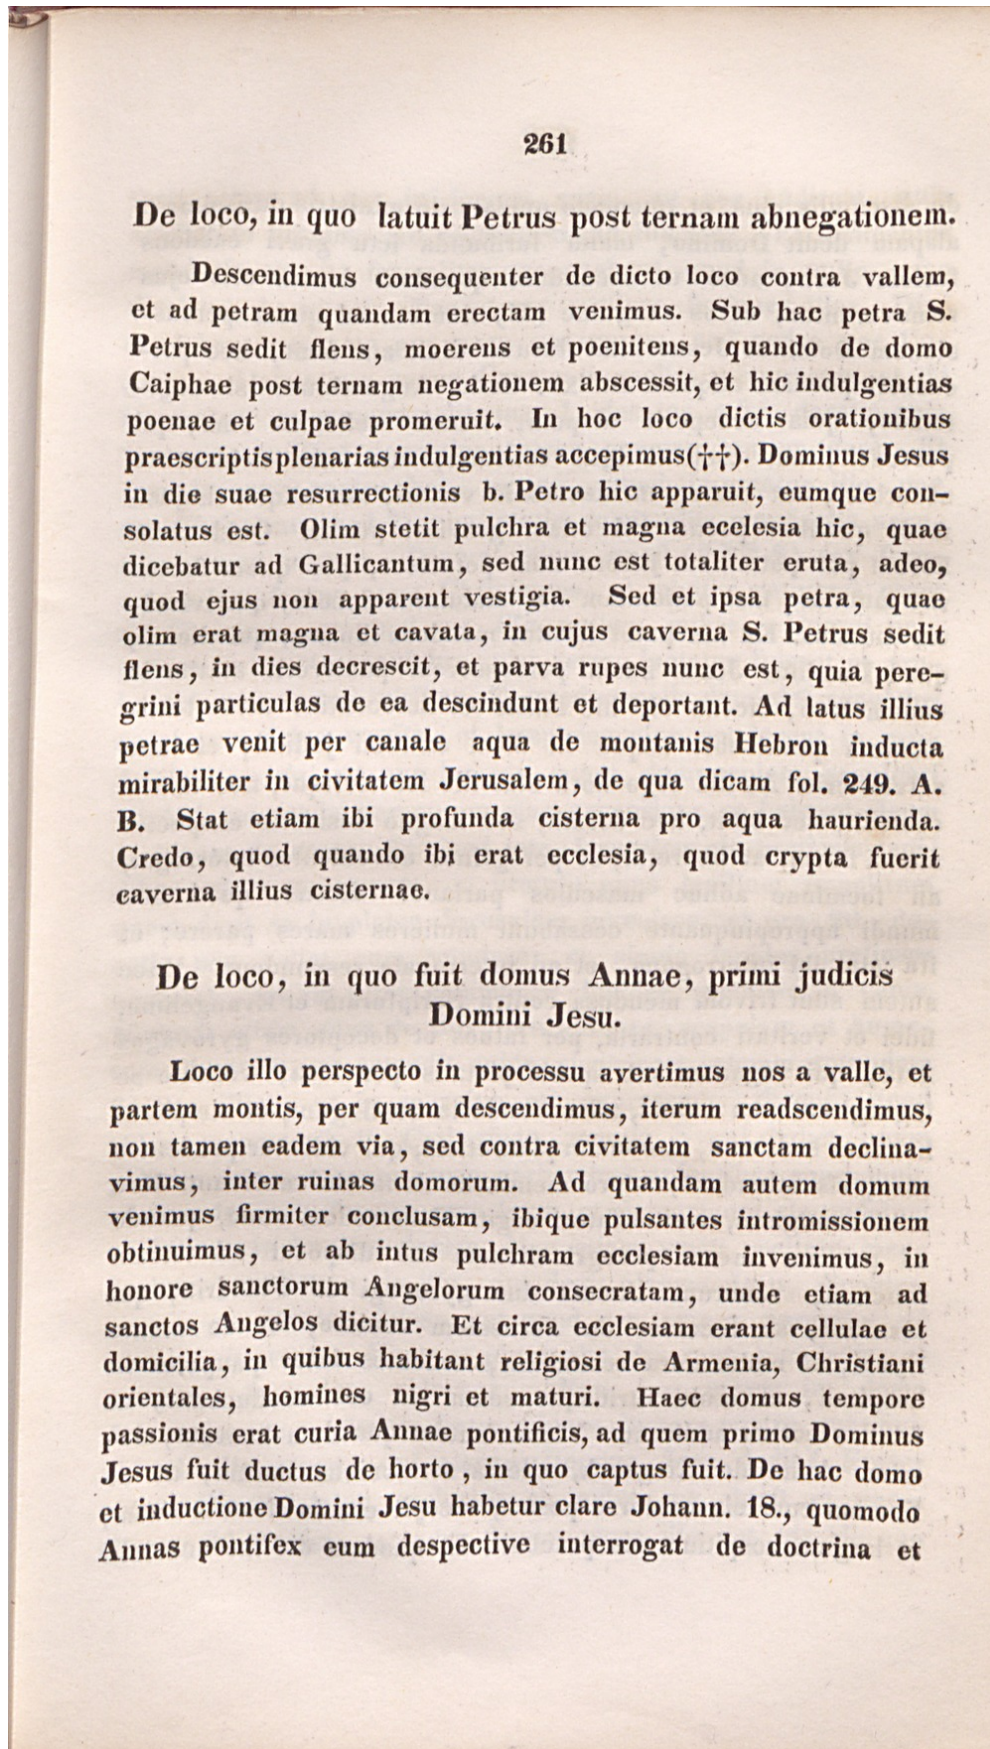 261
De loco, in quo latuit Petrus post ternam abnegationem.
Descendimus consequenter de dicto loco contra vallem,
et ad petram quandam erectam venimus. Sub hac petra S.
Petrus sedit flens, moerens et poenitens, quando de domo
Caiphae post ternam negationem abscessit, et hic indulgentias
poenae et culpae promeruit. In hoc loco dictis orationibus
praescriptis plenarias indulgentias accepimus (††). Dominus Jesus
in die suae resurrectionis b. Petro hic apparuit, eumque con-
solatus est. Olim stetit pulchra et magna ecclesia hic, quae
dicebatur ad Gallicantum, sed nunc est totaliter eruta, adeo,
quod ejus non apparent vestigia. Sed et ipsa petra, quae
olim erat magna et cavata, in cujus caverna S. Petrus sedit
flens, in dies decrescit, et parva rupes nunc est, quia pere-
grini particulas de ea descindunt et deportant. Ad latus illius
petrae venit per canale aqua de montanis Hebron inducta
mirabiliter in civitatem Jerusalem, de qua dicam fol. 249. A.
B. Stat etiam ibi profunda cisterna pro aqua haurienda.
Credo, quod quando ibi erat ecclesia, quod crypta fuerit
caverna illius cisternae.
De loco, in quo fuit domus Annae, primi judicis
Domini Jesu.
Loco illo perspecto in processu avertimus nos a valle, et
partem montis, per quam descendimus, iterum readscendimus,
non tamen eadem via, sed contra civitatem sanctam declina-
vimus, inter ruinas domorum. Ad quandam autem domum
venimus firmiter conclusam, ibique pulsantes intromissionem
obtinuimus, et ab intus pulchram ecclesiam invenimus, in
honore sanctorum Angelorum consecratam, unde etiam ad
sanctos Angelos dicitur. Et circa ecclesiam erant cellulae et
domicilia, in quibus habitant religiosi de Armenia, Christiani
orientales, homines nigri et maturi. Haec domus tempore
passionis erat curia Annae pontificis, ad quem primo Dominus
Jesus fuit ductus de horto, in quo captus fuit. De hac domo
et inductione Domini Jesu habetur clare Johann. 18., quomodo
Annas pontifex eum despective interrogat de doctrina et